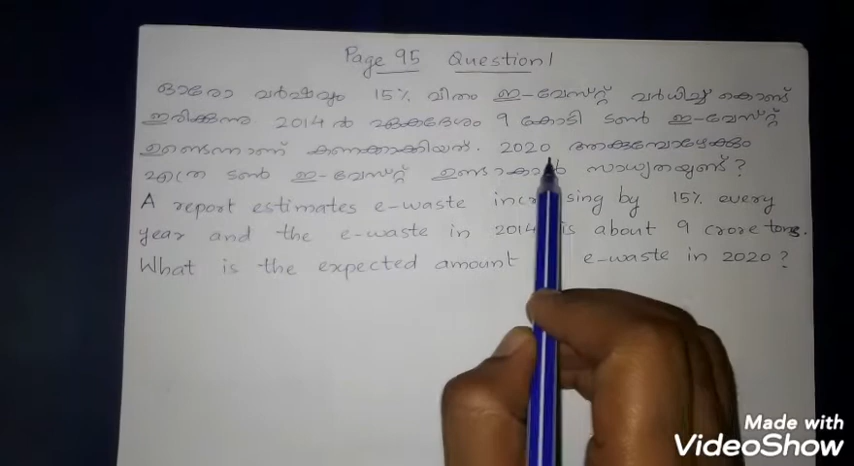 Page 95 Question 1
ഓരോ വർഷവും 15% വീതം ഇ-വേസ്റ്റ് വർധിച്ചു കൊണ്ട്
ഇരിക്കുന്നു 2014 ൽ ഏകദേശം 9 കോടി ടൺ ഇ-വേസ്റ്റ്
ഉണ്ടെന്നാണ് കണക്കാക്കിയത്. 2020 ആകുമ്പോഴേക്കും
എത്ര ടൺ ഇ-വേസ്റ്റ് ഉണ്ടാകാൻ സാധ്യതയുണ്ട്?
A report estimates e-waste increasing by 15% every
year and the e-waste in 2014 is about 9 crore tons.
What is the expected amount e-waste in 2020?
Made with
VideoShow